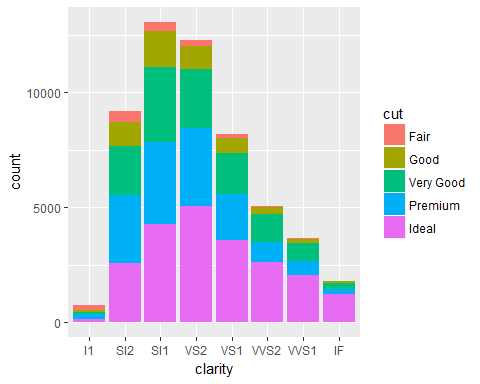 10000
5000
0
count
I1 SI2 SI1 VS2 VS1 VVS2 VVS1 IF
clarity
cut
Fair
Good
Very Good
Premium
Ideal